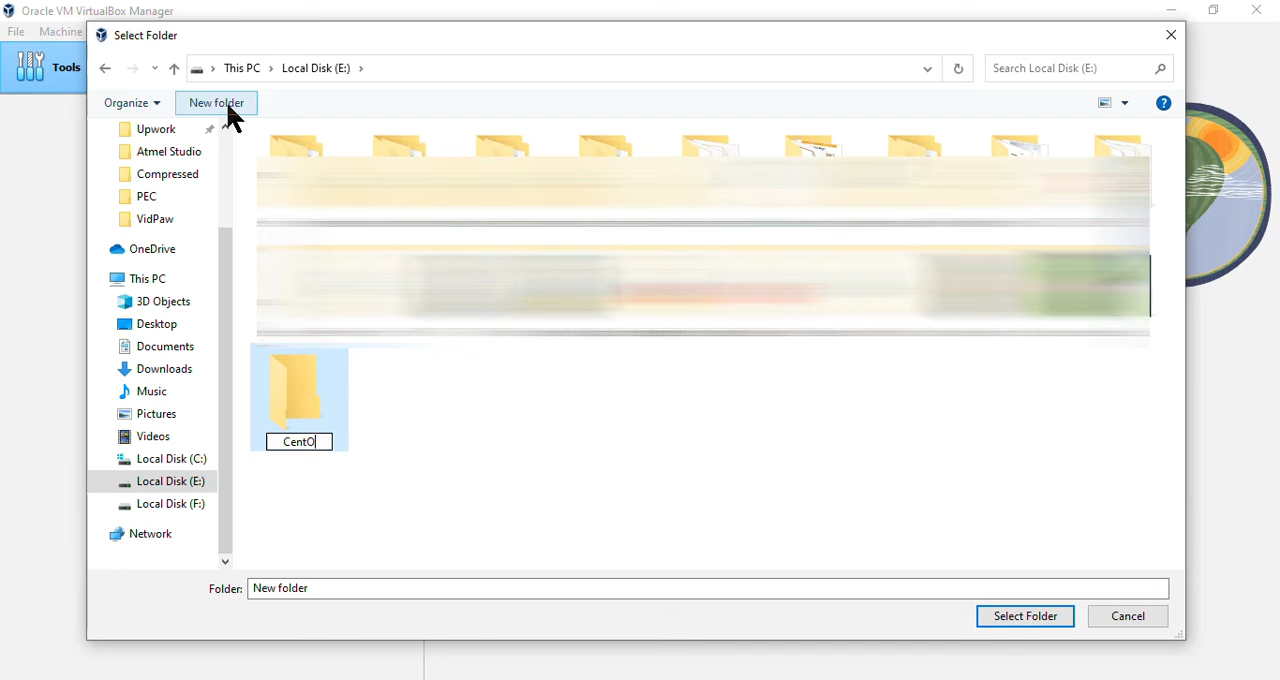 Oracle VM VirtualBox Manager
File Machine
Select Folder
Tools
This PC › Local Disk (E:) ›
Search Local Disk (E:)
Organize
New folder
Upwork
Atmel Studio
Compressed
PEC
VidPaw
OneDrive
This PC
3D Objects
Desktop
Documents
Downloads
Music
Pictures
Videos
Local Disk (C:)
Local Disk (E:)
Local Disk (F:)
Network
CentO
Folder: New folder
Select Folder
Cancel